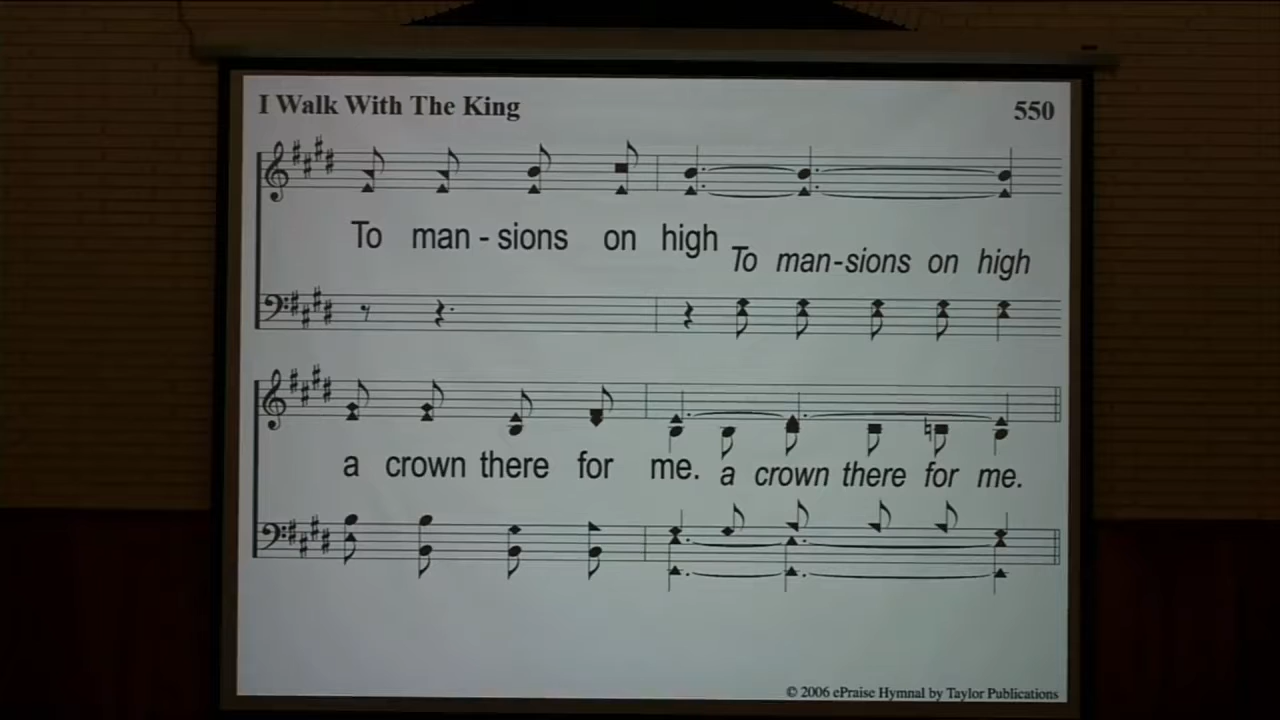 I Walk With The King
550
To man - sions on high
To man-sions on high
a crown there for me.
a crown there for me.
© 2006 ePraise Hymnal by Taylor Publications